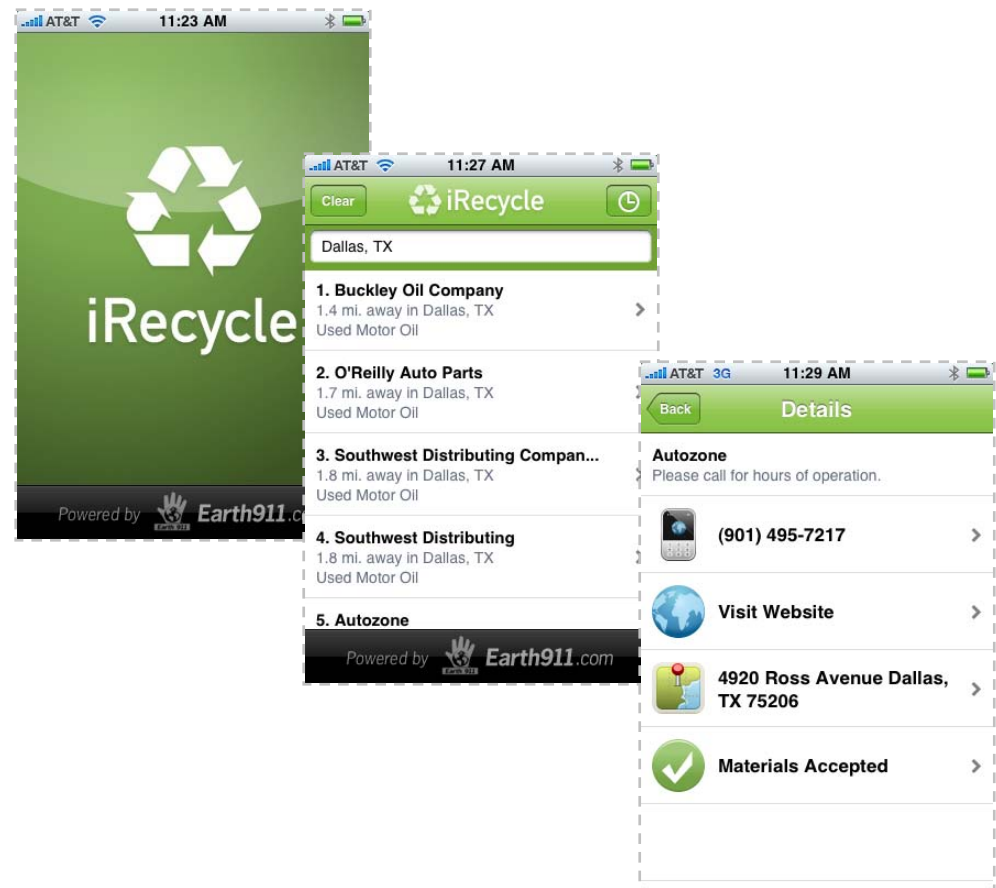 AT&T 11:23 AM
iRecycle
Powered by Earth 911 Earth911.c
AT&T 11:27 AM
Clear iRecycle
Dallas, TX
1. Buckley Oil Company
1.4 mi. away in Dallas, TX
Used Motor Oil
2. O'Reilly Auto Parts
1.7 mi. away in Dallas, TX
Used Motor Oil
3. Southwest Distributing Compan...
1.8 mi. away in Dallas, TX
Used Motor Oil
4. Southwest Distributing
1.8 mi. away in Dallas, TX
Used Motor Oil
5. Autozone
Powered by Earth 911 Earth911.com
AT&T 3G 11:29 AM
Back Details
Autozone
Please call for hours of operation.
(901) 495-7217
Visit Website
4920 Ross Avenue Dallas,
TX 75206
Materials Accepted